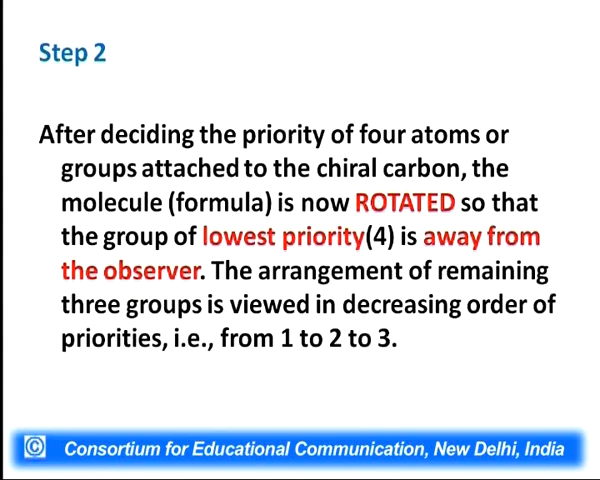 Step 2
After deciding the priority of four atoms or
groups attached to the chiral carbon, the
molecule (formula) is now ROTATED so that
the group of lowest priority(4) is away from
the observer. The arrangement of remaining
three groups is viewed in decreasing order of
priorities, i.e., from 1 to 2 to 3.
© Consortium for Educational Communication, New Delhi, India